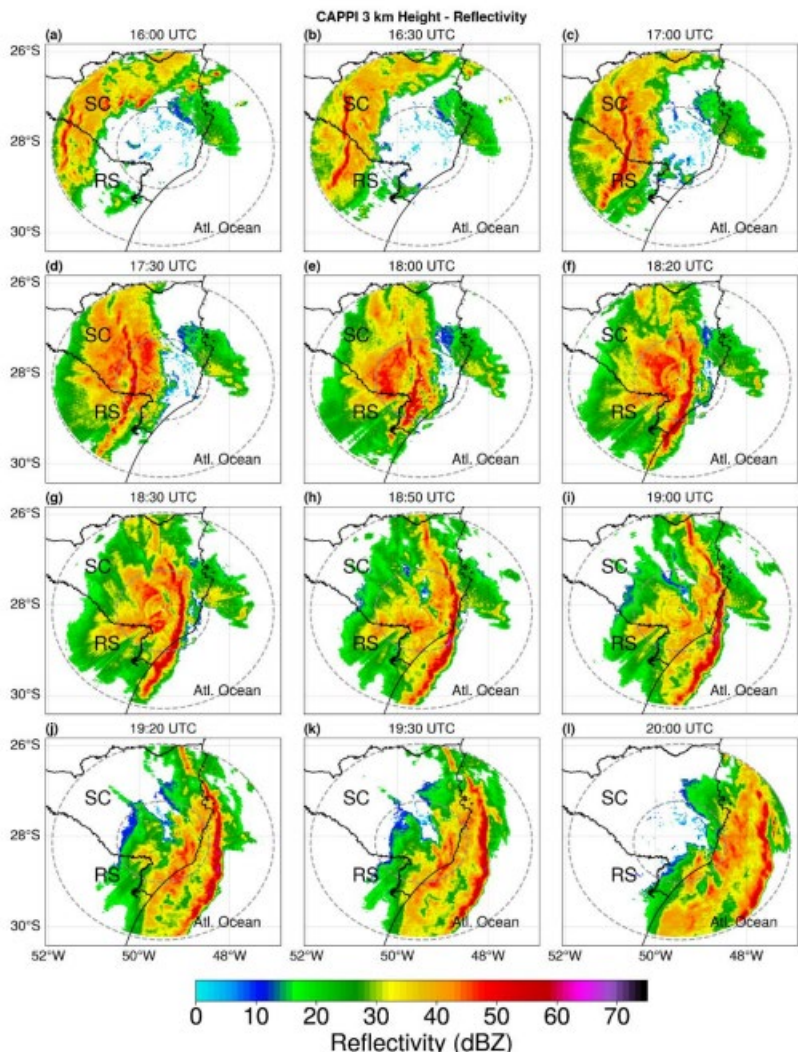 CAPPI 3 km Height - Reflectivity
(a) 16:00 UTC (b) 16:30 UTC (c) 17:00 UTC
26°S
SC SC SC
28°S
RS RS RS
Atl. Ocean Atl. Ocean Atl. Ocean
30°S
(d) 17:30 UTC (e) 18:00 UTC (f) 18:20 UTC
26°S
SC SC SC
28°S
RS RS RS
Atl. Ocean Atl. Ocean Atl. Ocean
30°S
(g) 18:30 UTC (h) 18:50 UTC (i) 19:00 UTC
26°S
SC SC SC
28°S
RS RS RS
Atl. Ocean Atl. Ocean Atl. Ocean
30°S
(j) 19:20 UTC (k) 19:30 UTC (l) 20:00 UTC
26°S
SC SC SC
28°S
RS RS RS
Atl. Ocean Atl. Ocean Atl. Ocean
30°S
52°W 50°W 48°W 50°W 48°W 50°W 48°W
0 10 20 30 40 50 60 70
Reflectivity (dBZ)